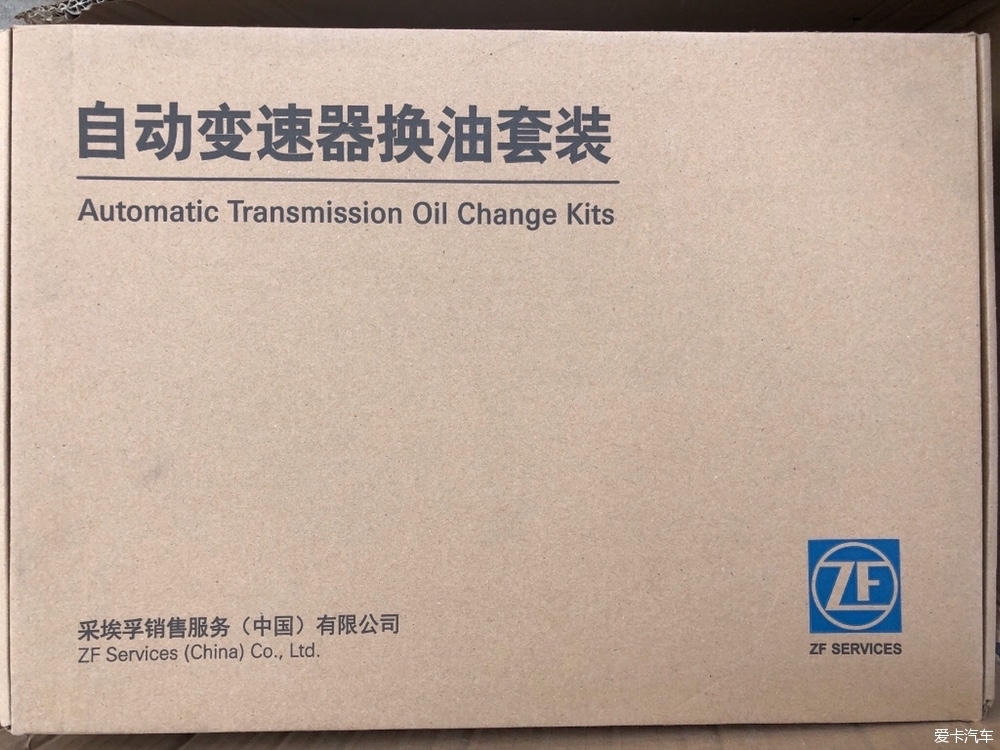 自动变速器换油套装
Automatic Transmission Oil Change Kits
ZF
ZF SERVICES
采埃孚销售服务（中国）有限公司
ZF Services (China) Co., Ltd.
爱卡汽车